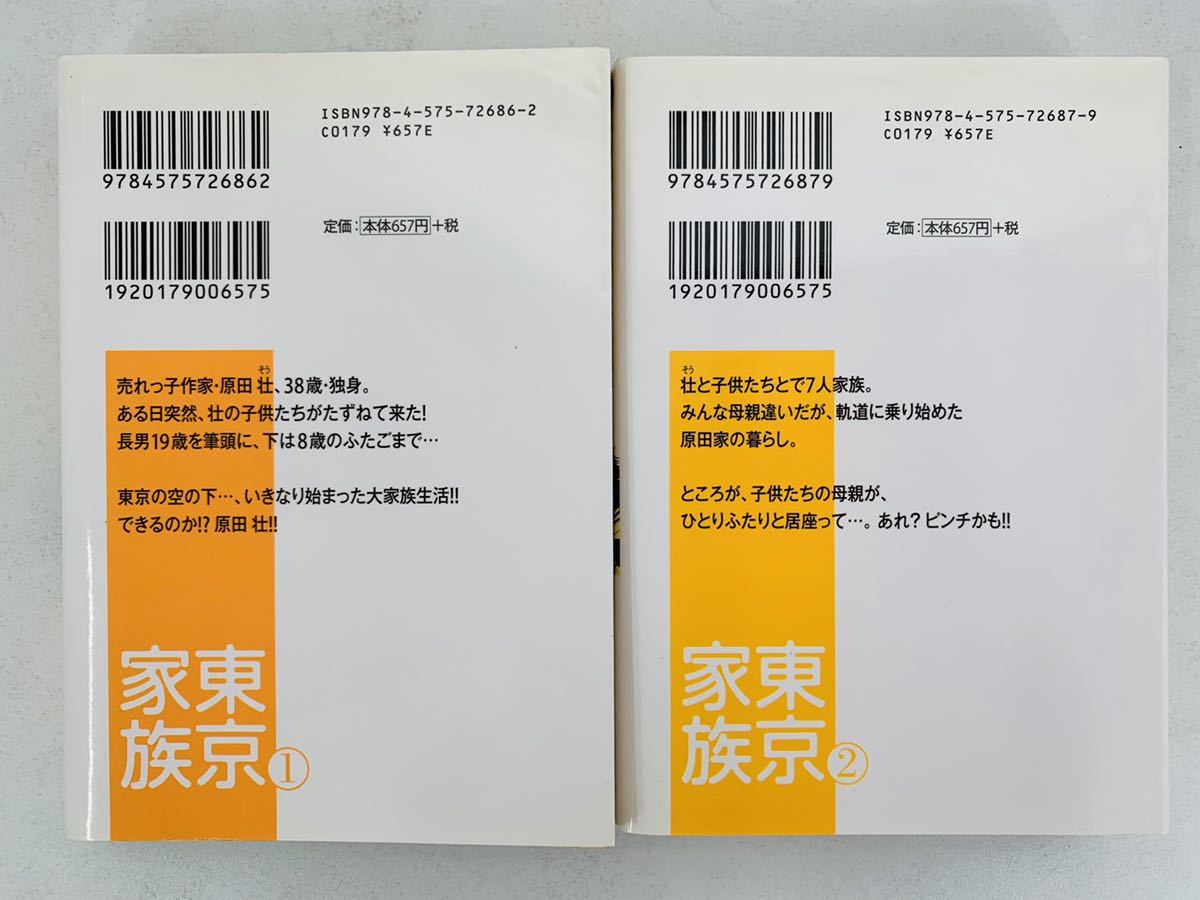 ISBN978-4-575-72686-2
C0179 ¥657E
9784575726862
定価：本体657円+税
1920179006575
そう
売れっ子作家・原田 壮、38歳・独身。
ある日突然、壮の子供たちがたずねて来た!
長男19歳を筆頭に、下は8歳のふたごまで…
東京の空の下…、いきなり始まった大家族生活!!
できるのか!? 原田 壮!!
東京
家族
①
ISBN978-4-575-72687-9
C0179 ¥657E
9784575726879
定価：本体657円+税
1920179006575
そう
壮と子供たちとで7人家族。
みんな母親違いだが、軌道に乗り始めた
原田家の暮らし。
ところが、子供たちの母親が、
ひとりふたりと居座って…。あれ? ピンチかも!!
東京
家族
②